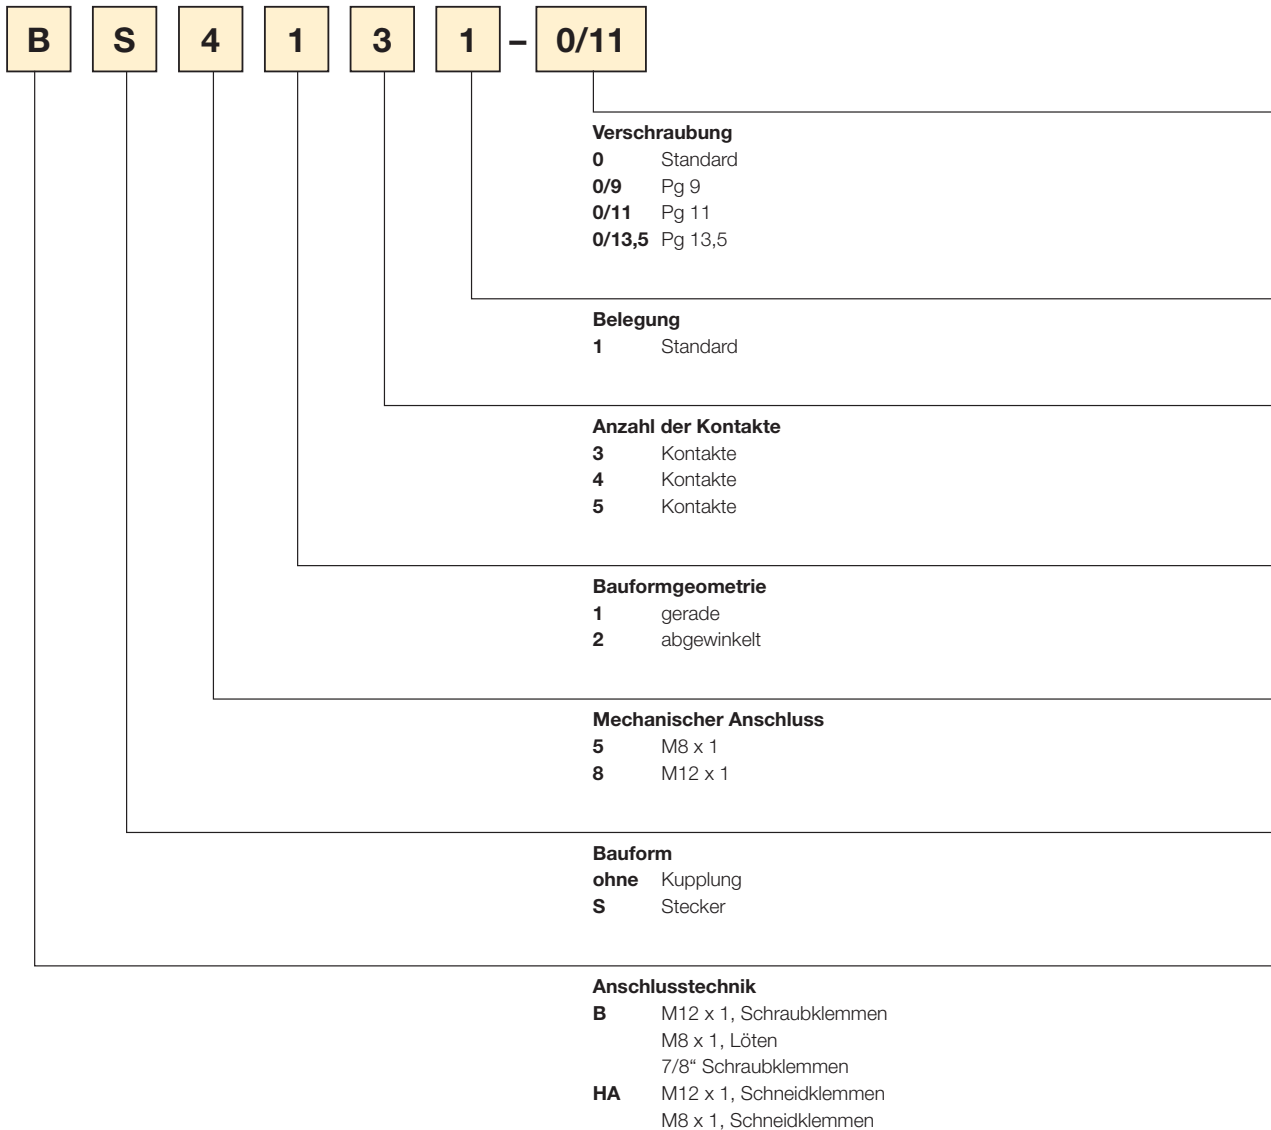 B S 4 1 3 1 – 0/11
Verschraubung
0 Standard
0/9 Pg 9
0/11 Pg 11
0/13,5 Pg 13,5
Belegung
1 Standard
Anzahl der Kontakte
3 Kontakte
4 Kontakte
5 Kontakte
Bauformgeometrie
1 gerade
2 abgewinkelt
Mechanischer Anschluss
5 M8 x 1
8 M12 x 1
Bauform
ohne Kupplung
S Stecker
Anschlusstechnik
B M12 x 1, Schraubklemmen
M8 x 1, Löten
7/8“ Schraubklemmen
HA M12 x 1, Schneidklemmen
M8 x 1, Schneidklemmen